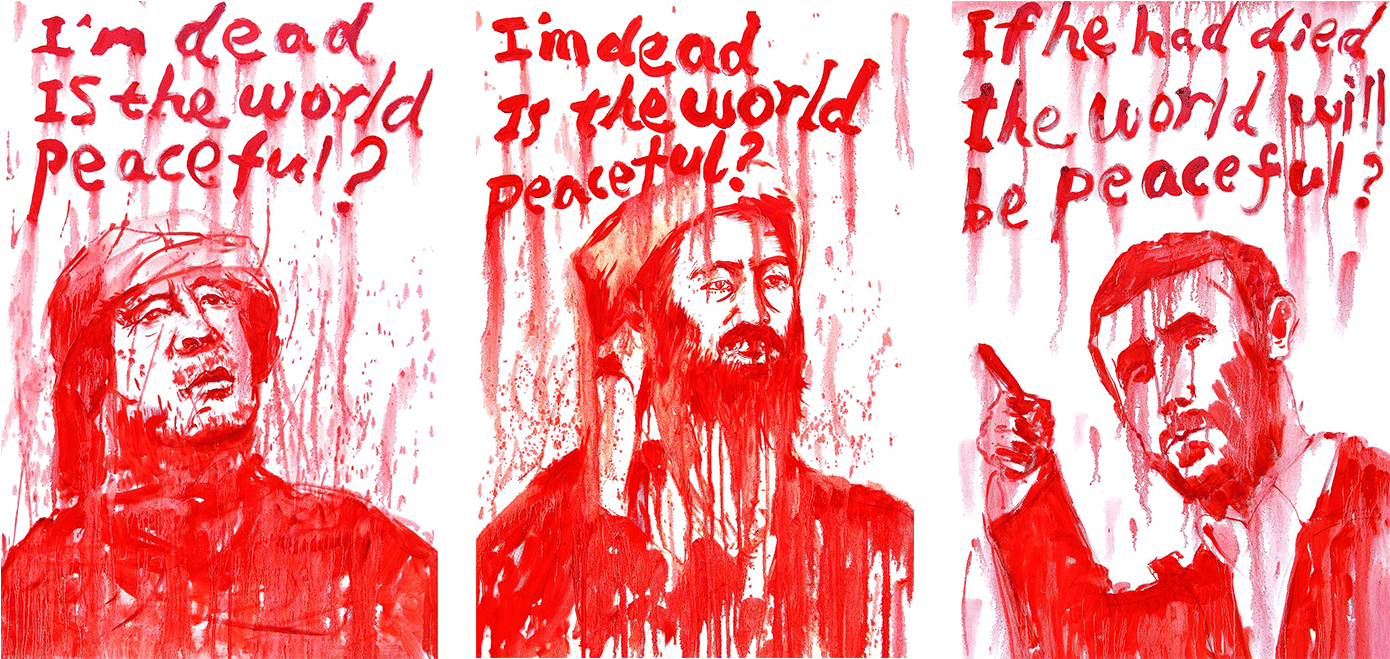 I'm dead
IS the world
peaceful?
I'm dead
Is the world
peaceful?
If he had died
the world will
be peaceful?